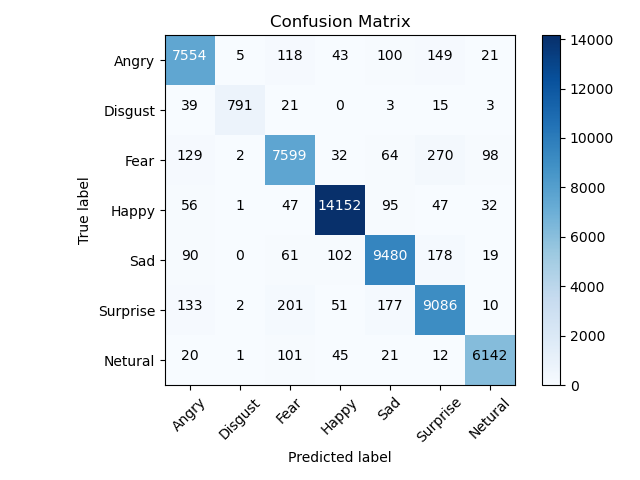 Confusion Matrix
True label
Angry 7554 5 118 43 100 149 21
Disgust 39 791 21 0 3 15 3
Fear 129 2 7599 32 64 270 98
Happy 56 1 47 14152 95 47 32
Sad 90 0 61 102 9480 178 19
Surprise 133 2 201 51 177 9086 10
Netural 20 1 101 45 21 12 6142
Angry Disgust Fear Happy Sad Surprise Netural
Predicted label
14000
12000
10000
8000
6000
4000
2000
0